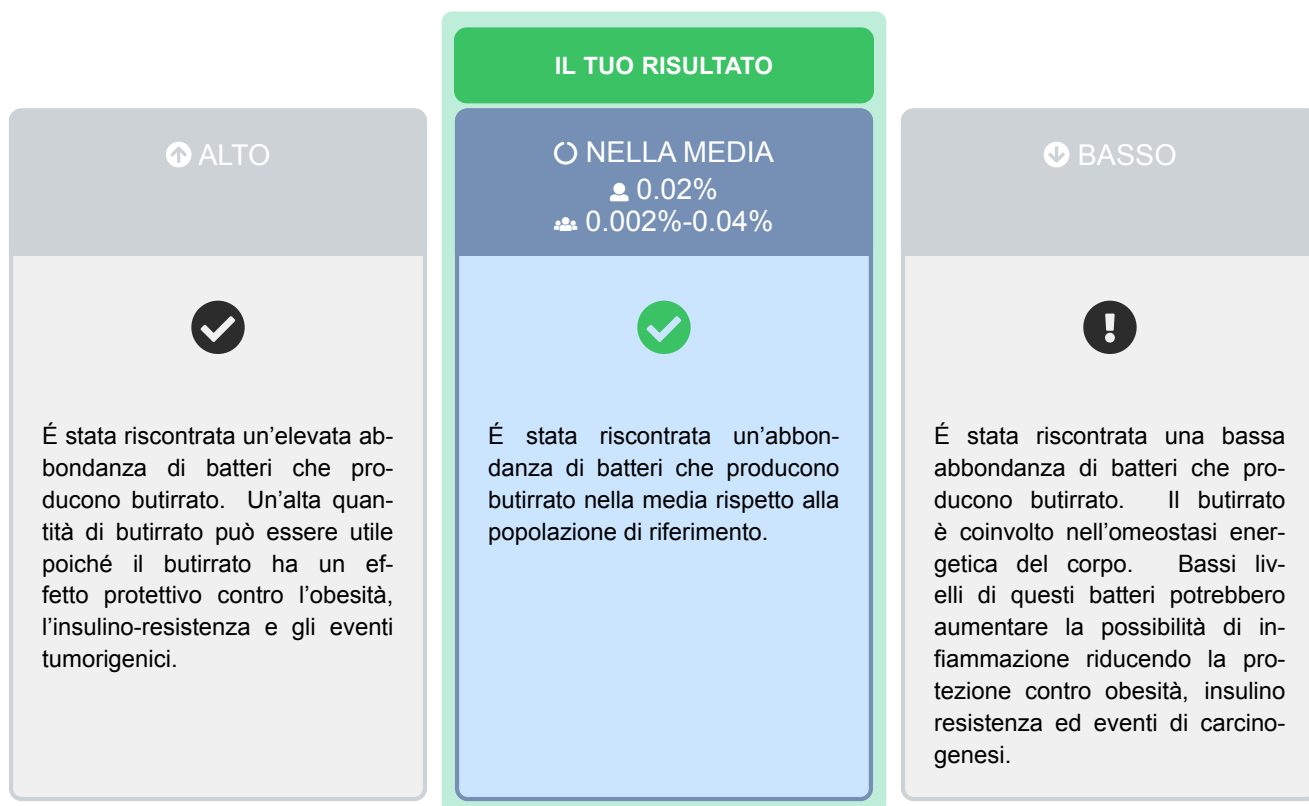 IL TUO RISULTATO
ALTO
É stata riscontrata un’elevata ab-
bondanza di batteri che pro-
ducono butirrato. Un’alta quan-
tità di butirrato può essere utile
poiché il butirrato ha un ef-
fetto protettivo contro l’obesità,
l’insulino-resistenza e gli eventi
tumorigenici.
NELLA MEDIA
0.02%
0.002%-0.04%
É stata riscontrata un’abbon-
danza di batteri che producono
butirrato nella media rispetto alla
popolazione di riferimento.
BASSO
É stata riscontrata una bassa
abbondanza di batteri che pro-
ducono butirrato. Il butirrato
è coinvolto nell’omeostasi ener-
getica del corpo. Bassi liv-
elli di questi batteri potrebbero
aumentare la possibilità di in-
fiammazione riducendo la pro-
tezione contro obesità, insulino
resistenza ed eventi di carcino-
genesi.